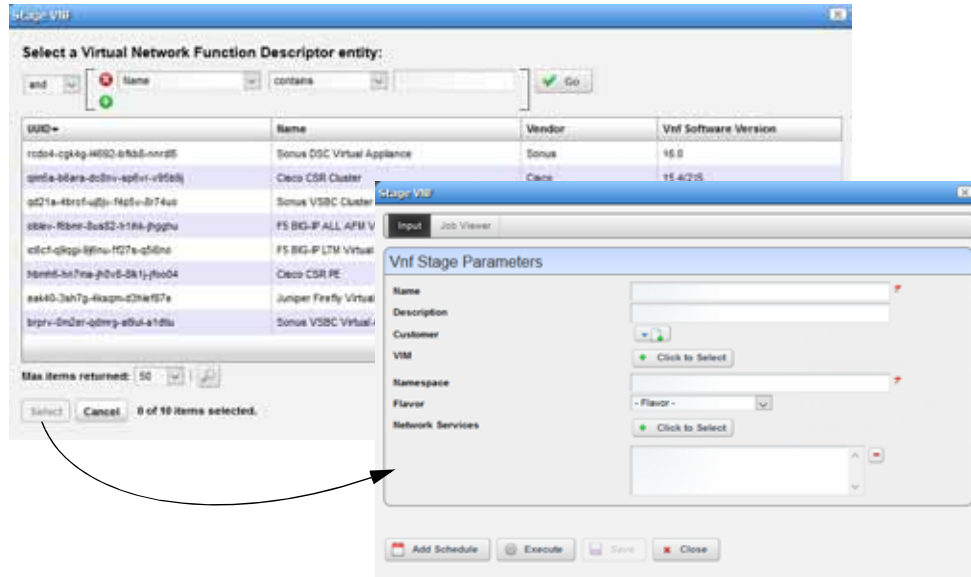 Stage VNF
Select a Virtual Network Function Descriptor entity:
and Name contains Go
UUID Name Vendor Vnf Software Version
Sonus DSC Virtual Appliance Sonus 16.0
Cisco CSR Cluster Cisco
Sonus VSBC Cluster
F5 BIG-IP ALL AFM V
F5 BIG-IP LTM Virtual
Cisco CSR PE
Juniper Firefly Virtual
Sonus VSBC Virtual
Max items returned: 50
Select Cancel 0 of 10 items selected.
Stage VNF
Input Job Viewer
Vnf Stage Parameters
Name
Description
Customer
VIM Click to Select
Namespace
Flavor - Flavor -
Network Services Click to Select
Add Schedule Execute Save Close